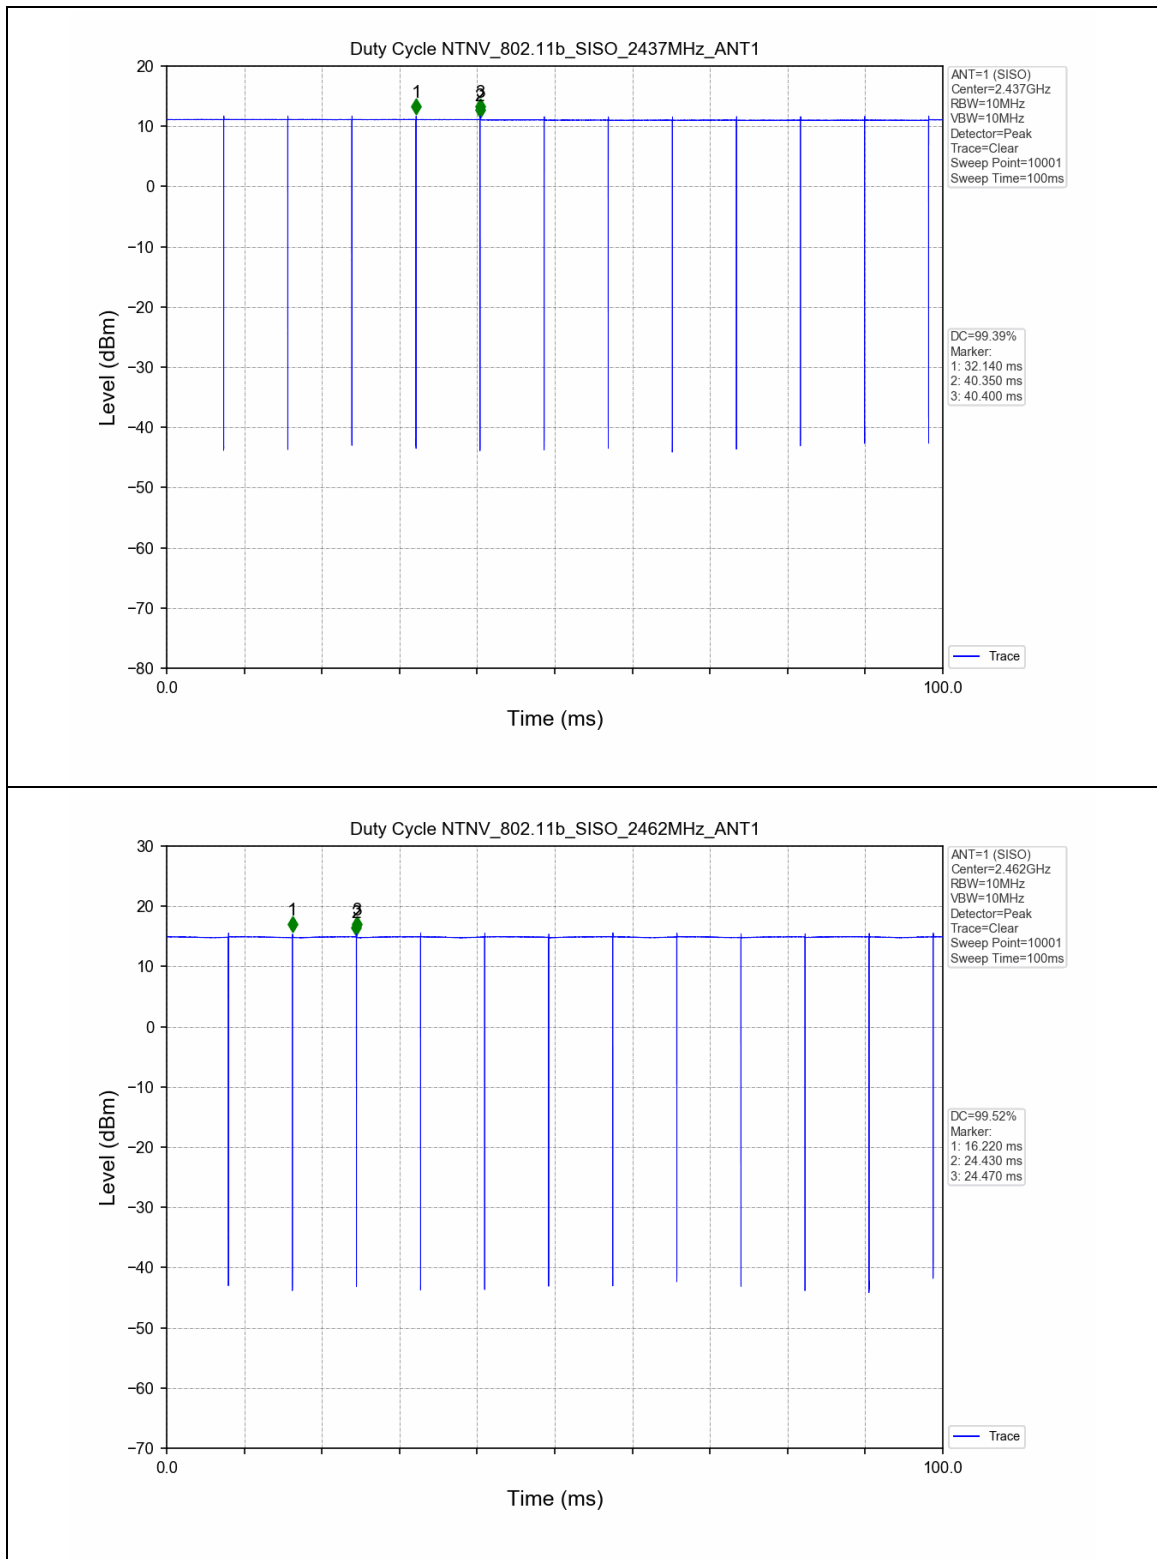 Duty Cycle NTNV_802.11b_SISO_2437MHz_ANT1
20
10
0
−10
−20
−30
−40
−50
−60
−70
−80
Level (dBm)
1
3
2
0.0
100.0
Time (ms)
ANT=1 (SISO)
Center=2.437GHz
RBW=10MHz
VBW=10MHz
Detector=Peak
Trace=Clear
Sweep Point=10001
Sweep Time=100ms
DC=99.39%
Marker:
1: 32.140 ms
2: 40.350 ms
3: 40.400 ms
Trace
Duty Cycle NTNV_802.11b_SISO_2462MHz_ANT1
30
20
10
0
−10
−20
−30
−40
−50
−60
−70
Level (dBm)
1
3
2
0.0
100.0
Time (ms)
ANT=1 (SISO)
Center=2.462GHz
RBW=10MHz
VBW=10MHz
Detector=Peak
Trace=Clear
Sweep Point=10001
Sweep Time=100ms
DC=99.52%
Marker:
1: 16.220 ms
2: 24.430 ms
3: 24.470 ms
Trace